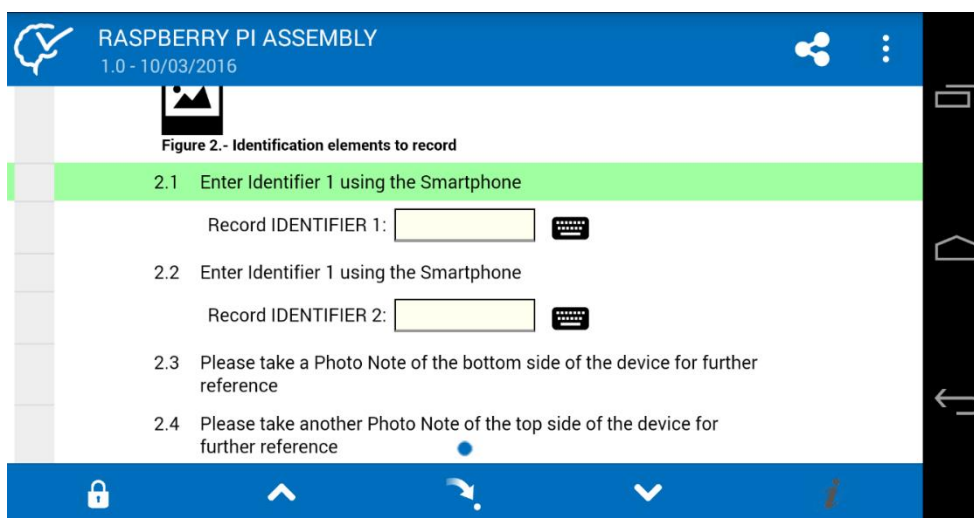 RASPBERRY PI ASSEMBLY
1.0 - 10/03/2016
Figure 2.- Identification elements to record
2.1 Enter Identifier 1 using the Smartphone
Record IDENTIFIER 1:
2.2 Enter Identifier 1 using the Smartphone
Record IDENTIFIER 2:
2.3 Please take a Photo Note of the bottom side of the device for further
reference
2.4 Please take another Photo Note of the top side of the device for
further reference
i